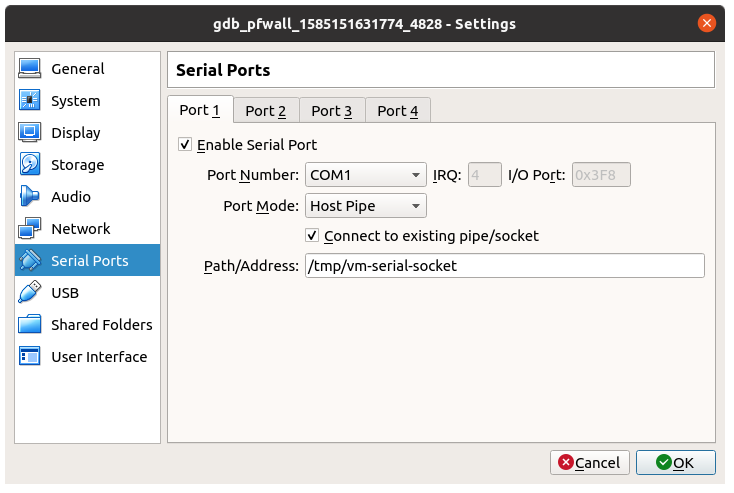 gdb_pfwall_1585151631774_4828 - Settings
General
System
Display
Storage
Audio
Network
Serial Ports
USB
Shared Folders
User Interface
Serial Ports
Port 1 Port 2 Port 3 Port 4
Enable Serial Port
Port Number: COM1 IRQ: 4 I/O Port: 0x3F8
Port Mode: Host Pipe
Connect to existing pipe/socket
Path/Address: /tmp/vm-serial-socket
Cancel OK